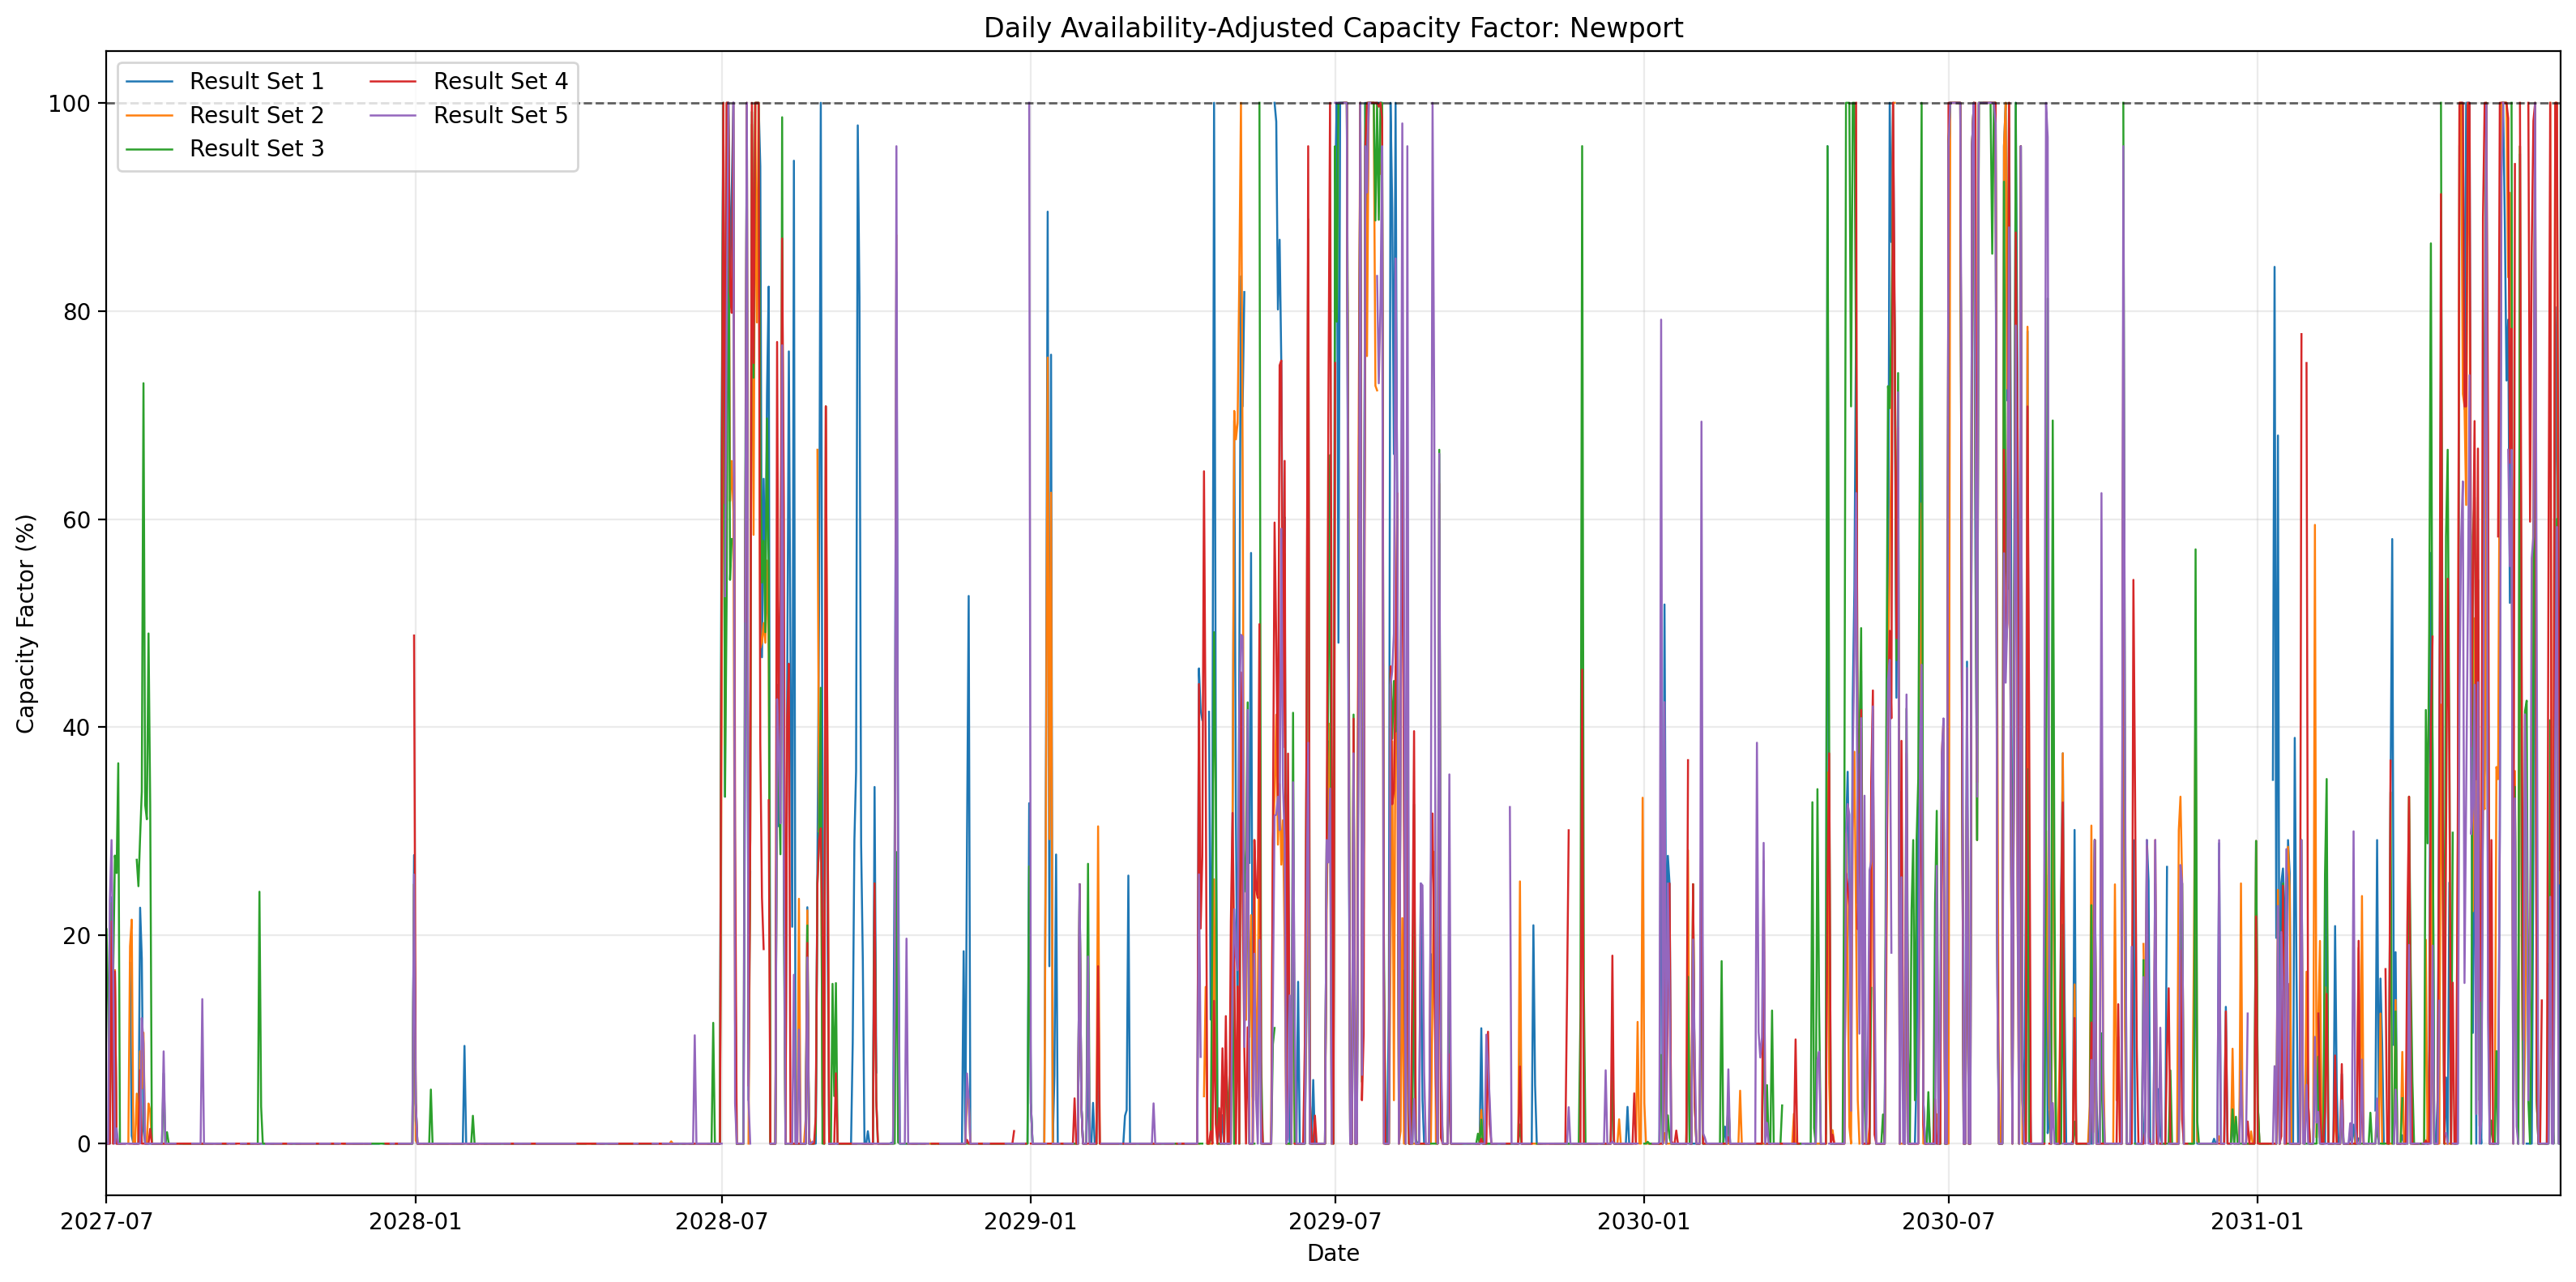 Daily Availability-Adjusted Capacity Factor: Newport
Result Set 1
Result Set 2
Result Set 3
Result Set 4
Result Set 5
100
80
60
40
20
0
Capacity Factor (%)
2027-07
2028-01
2028-07
2029-01
2029-07
2030-01
2030-07
2031-01
Date